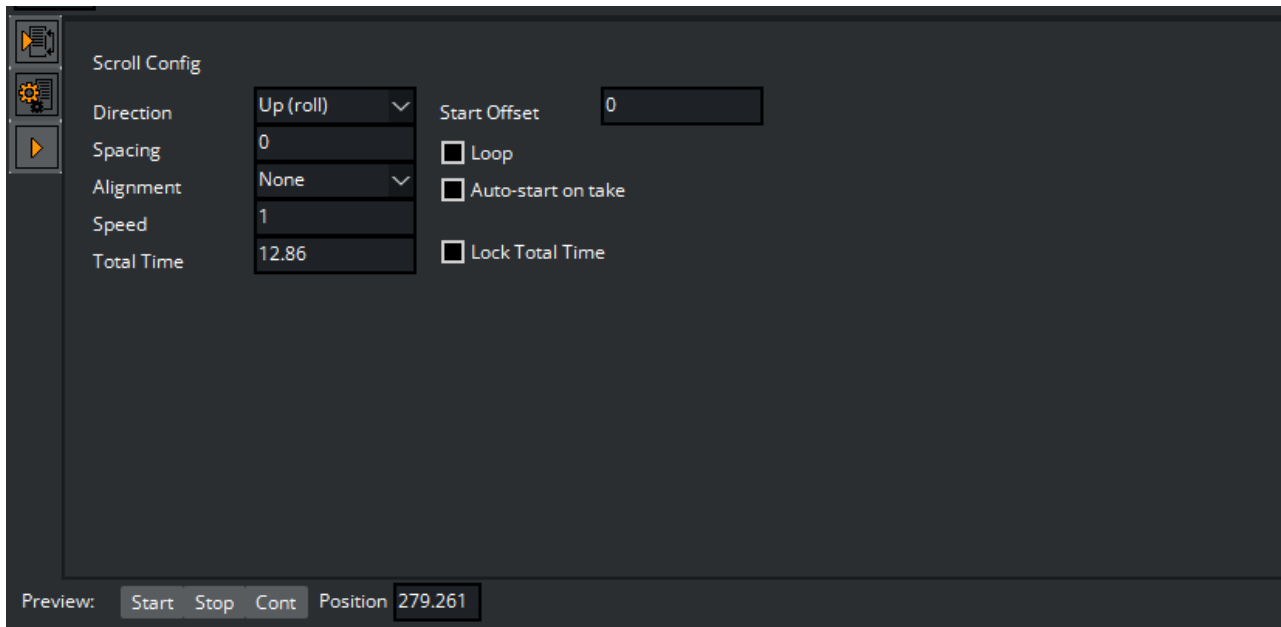 Scroll Config
Direction Up (roll) Start Offset 0
Spacing 0 Loop
Alignment None Auto-start on take
Speed 1
Total Time 12.86 Lock Total Time
Preview: Start Stop Cont Position 279.261